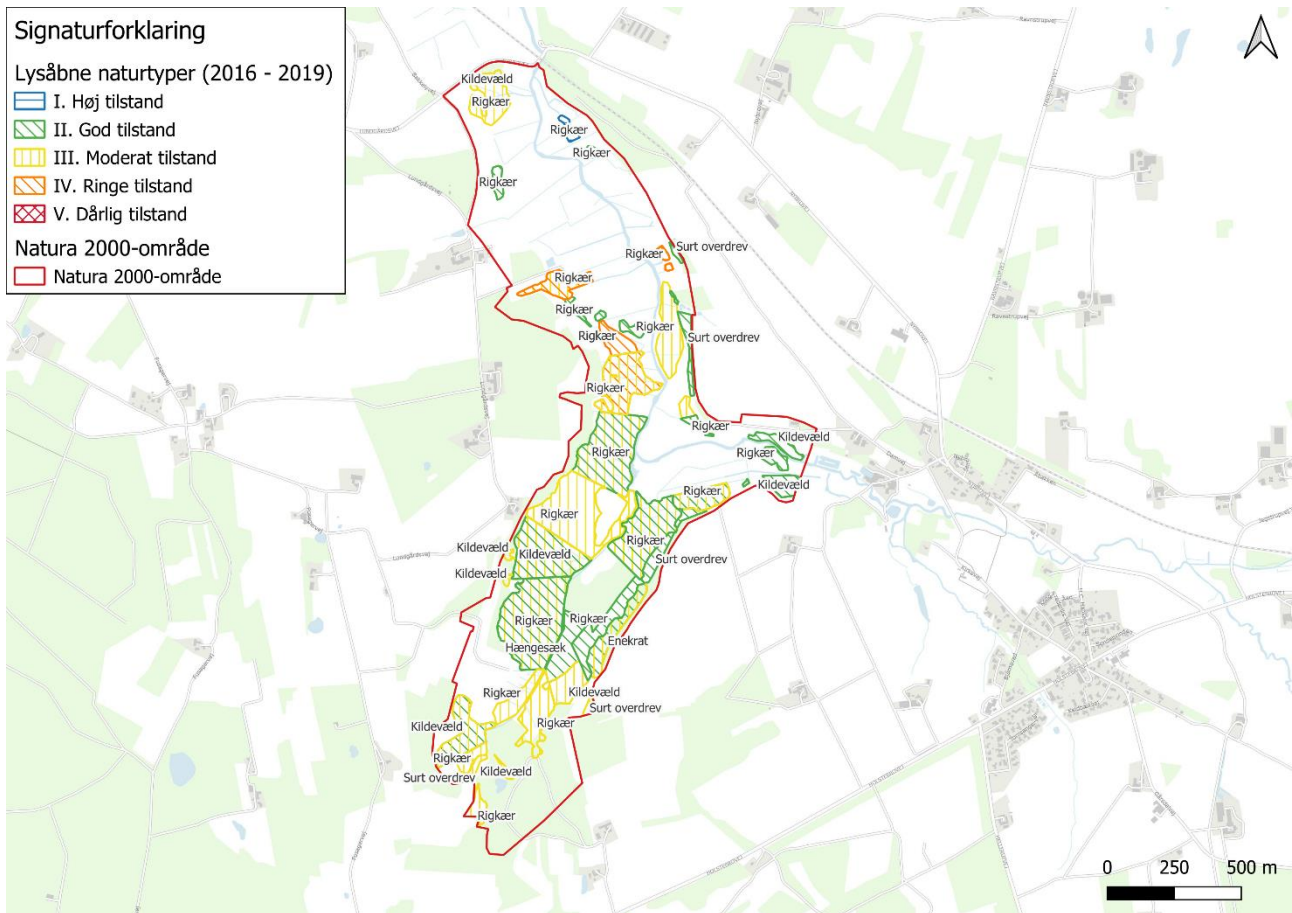 Signaturforklaring
Lysåbne naturtyper (2016 - 2019)
I. Høj tilstand
II. God tilstand
III. Moderat tilstand
IV. Ringe tilstand
V. Dårlig tilstand
Natura 2000-område
Natura 2000-område
Kildevæld
Rigkær
Rigkær
Rigkær
Rigkær
Surt overdrev
Rigkær
Rigkær
Rigkær
Rigkær
Rigkær
Surt overdrev
Rigkær
Rigkær
Rigkær
Kildevæld
Rigkær
Kildevæld
Rigkær
Rigkær
Rigkær
Kildevæld
Kildevæld
Kildevæld
Surt overdrev
Rigkær
Rigkær
Enekrat
Hængesæk
Rigkær
Kildevæld
Surt overdrev
Kildevæld
Rigkær
Rigkær
Surt overdrev
Kildevæld
Rigkær
0 250 500 m